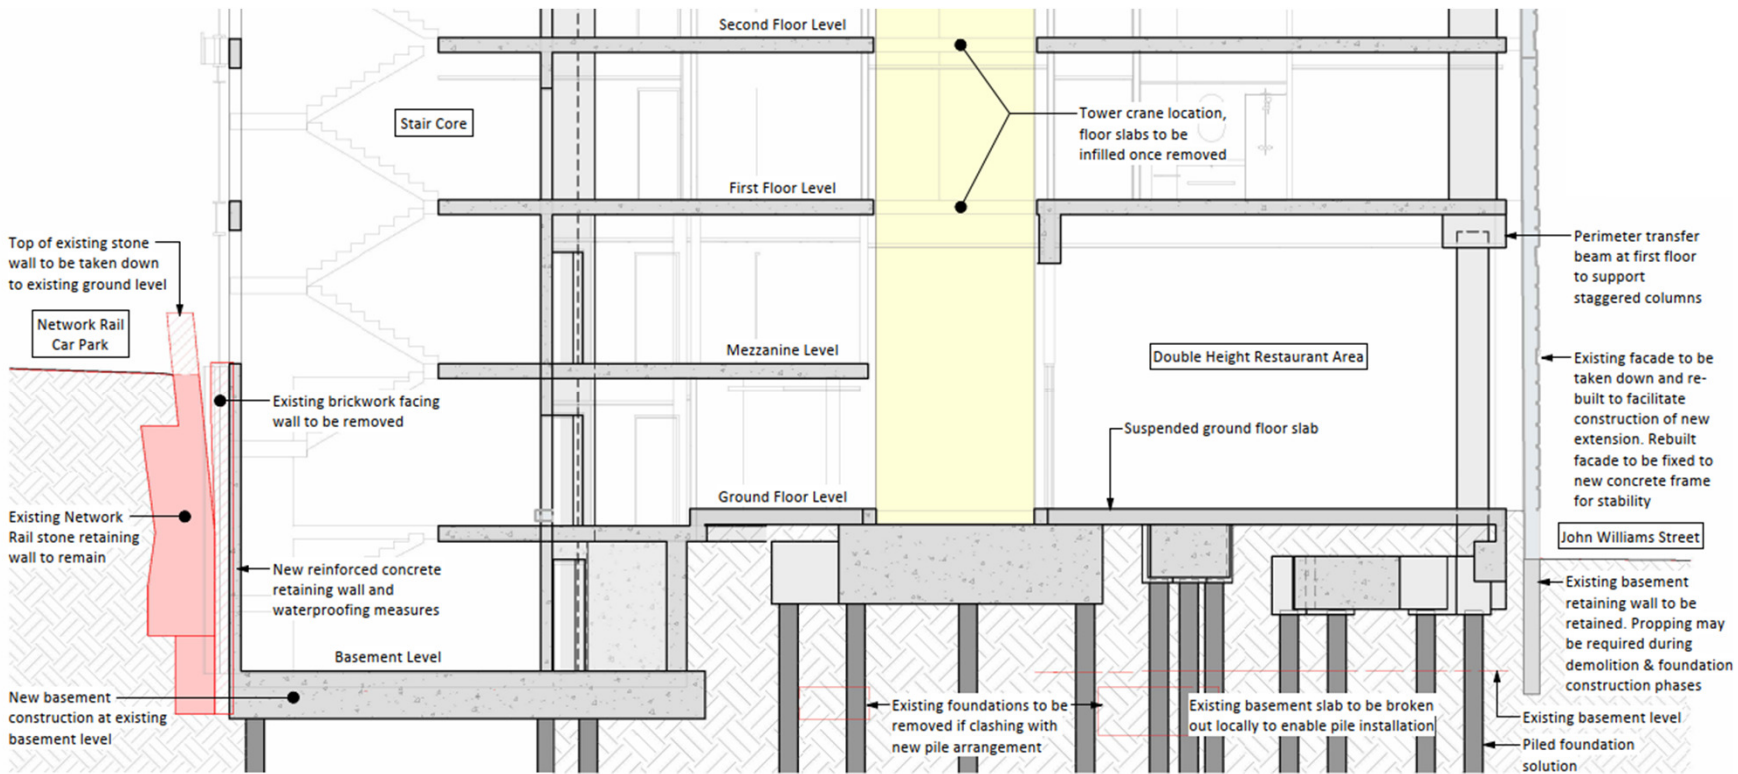 Second Floor Level
Stair Core
Tower crane location,
floor slabs to be
infilled once removed
First Floor Level
Top of existing stone
wall to be taken down
to existing ground level
Network Rail
Car Park
Perimeter transfer
beam at first floor
to support
staggered columns
Mezzanine Level
Double Height Restaurant Area
Existing brickwork facing
wall to be removed
Existing facade to be
taken down and re-
built to facilitate
construction of new
extension. Rebuilt
facade to be fixed to
new concrete frame
for stability
Suspended ground floor slab
Ground Floor Level
Existing Network
Rail stone retaining
wall to remain
John Williams Street
New reinforced concrete
retaining wall and
waterproofing measures
Existing basement
retaining wall to be
retained. Propping may
be required during
demolition & foundation
construction phases
Basement Level
New basement
construction at existing
basement level
Existing foundations to be
removed if clashing with
new pile arrangement
Existing basement slab to be broken
out locally to enable pile installation
Existing basement level
Piled foundation
solution